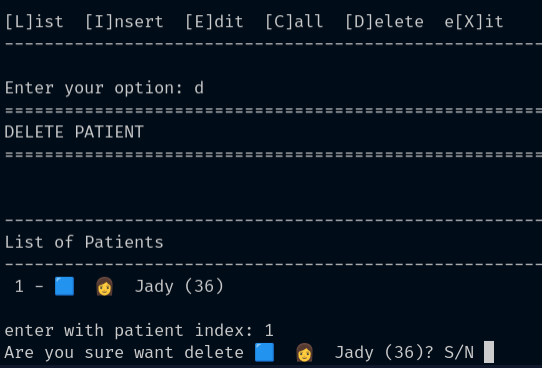 [L]ist  [I]nsert  [E]dit  [C]all  [D]elete  e[X]it
------------------------------------------------------
Enter your option: d
======================================================
DELETE PATIENT
======================================================
------------------------------------------------------
List of Patients
------------------------------------------------------
 1 - 🟦  👩  Jady (36)
enter with patient index: 1
Are you sure want delete 🟦  👩  Jady (36)? S/N